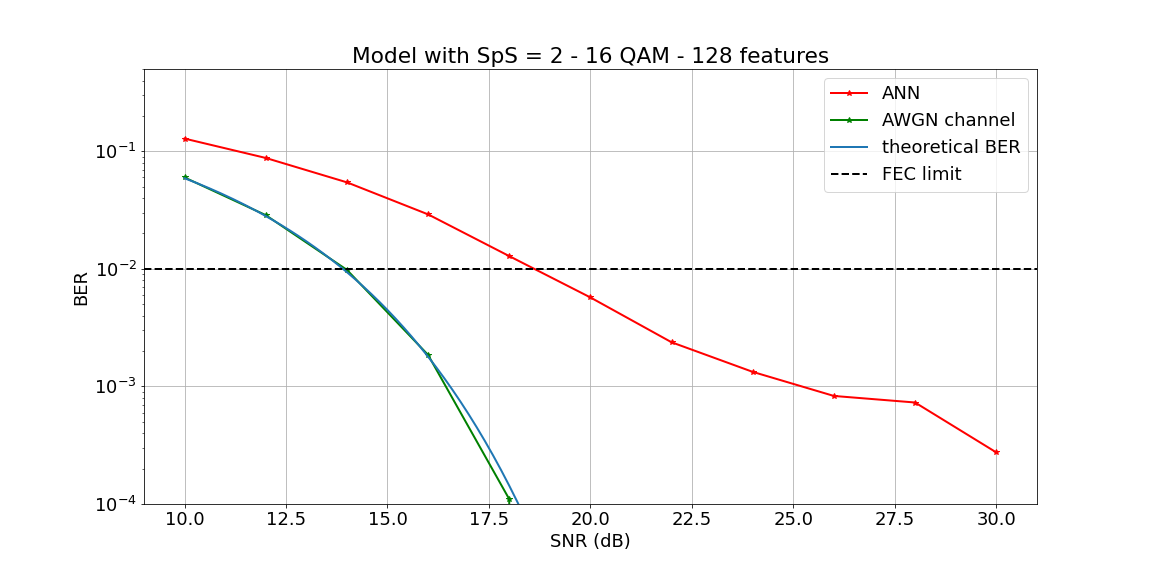 Model with SpS = 2 - 16 QAM - 128 features
ANN
AWGN channel
theoretical BER
FEC limit
BER
10⁻¹
10⁻²
10⁻³
10⁻⁴
10.0 12.5 15.0 17.5 20.0 22.5 25.0 27.5 30.0
SNR (dB)